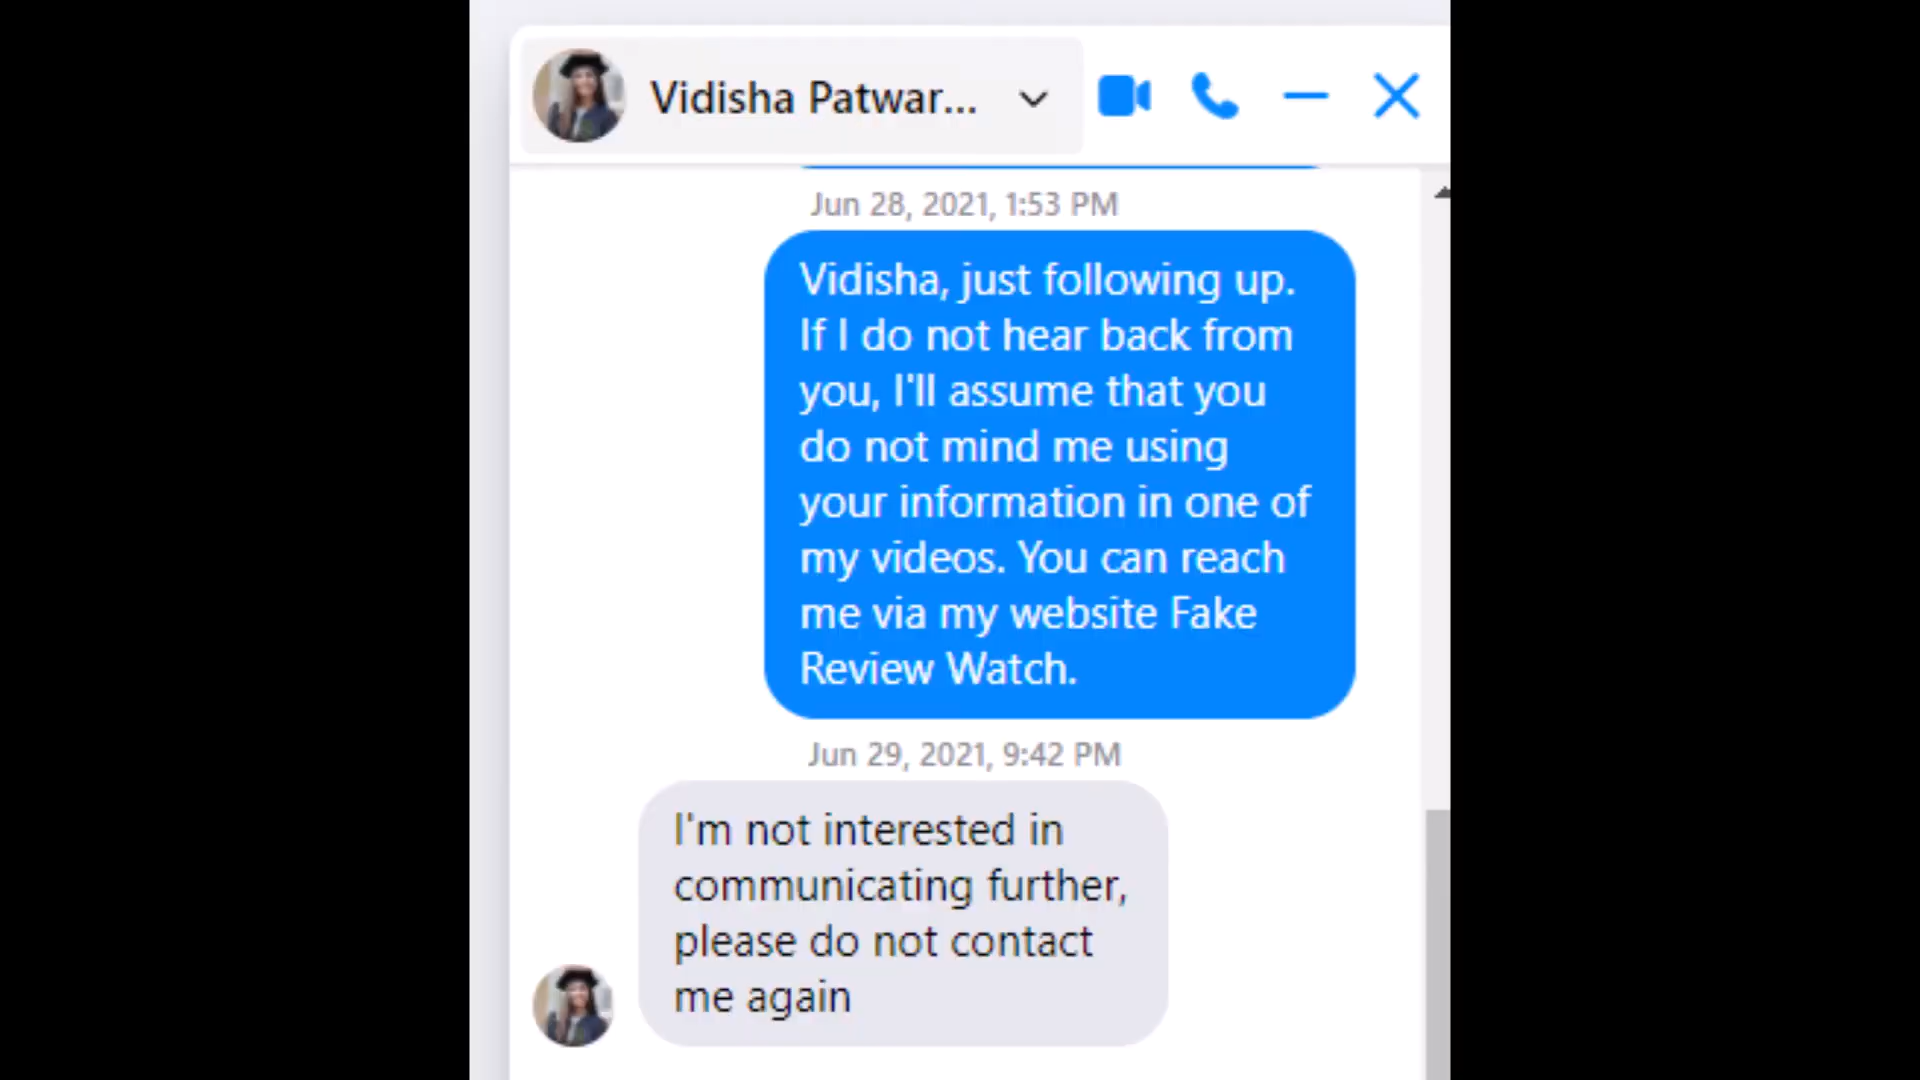 Vidisha Patwar...
Jun 28, 2021, 1:53 PM
Vidisha, just following up.
If I do not hear back from
you, I'll assume that you
do not mind me using
your information in one of
my videos. You can reach
me via my website Fake
Review Watch.
Jun 29, 2021, 9:42 PM
I'm not interested in
communicating further,
please do not contact
me again